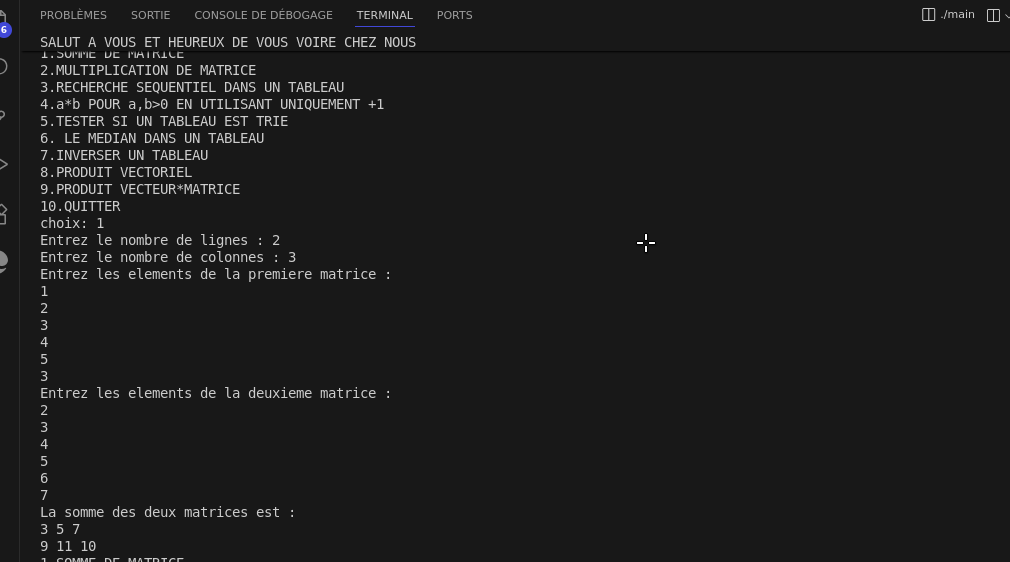 PROBLÈMES SORTIE CONSOLE DE DÉBOGAGE TERMINAL PORTS ./main
6
SALUT A VOUS ET HEUREUX DE VOUS VOIRE CHEZ NOUS
1.SOMME DE MATRICE
2.MULTIPLICATION DE MATRICE
3.RECHERCHE SEQUENTIEL DANS UN TABLEAU
4.a*b POUR a,b>0 EN UTILISANT UNIQUEMENT +1
5.TESTER SI UN TABLEAU EST TRIE
6. LE MEDIAN DANS UN TABLEAU
7.INVERSER UN TABLEAU
8.PRODUIT VECTORIEL
9.PRODUIT VECTEUR*MATRICE
10.QUITTER
choix: 1
Entrez le nombre de lignes : 2
Entrez le nombre de colonnes : 3
Entrez les elements de la premiere matrice :
1
2
3
4
5
3
Entrez les elements de la deuxieme matrice :
2
3
4
5
6
7
La somme des deux matrices est :
3 5 7
9 11 10
1.SOMME DE MATRICE